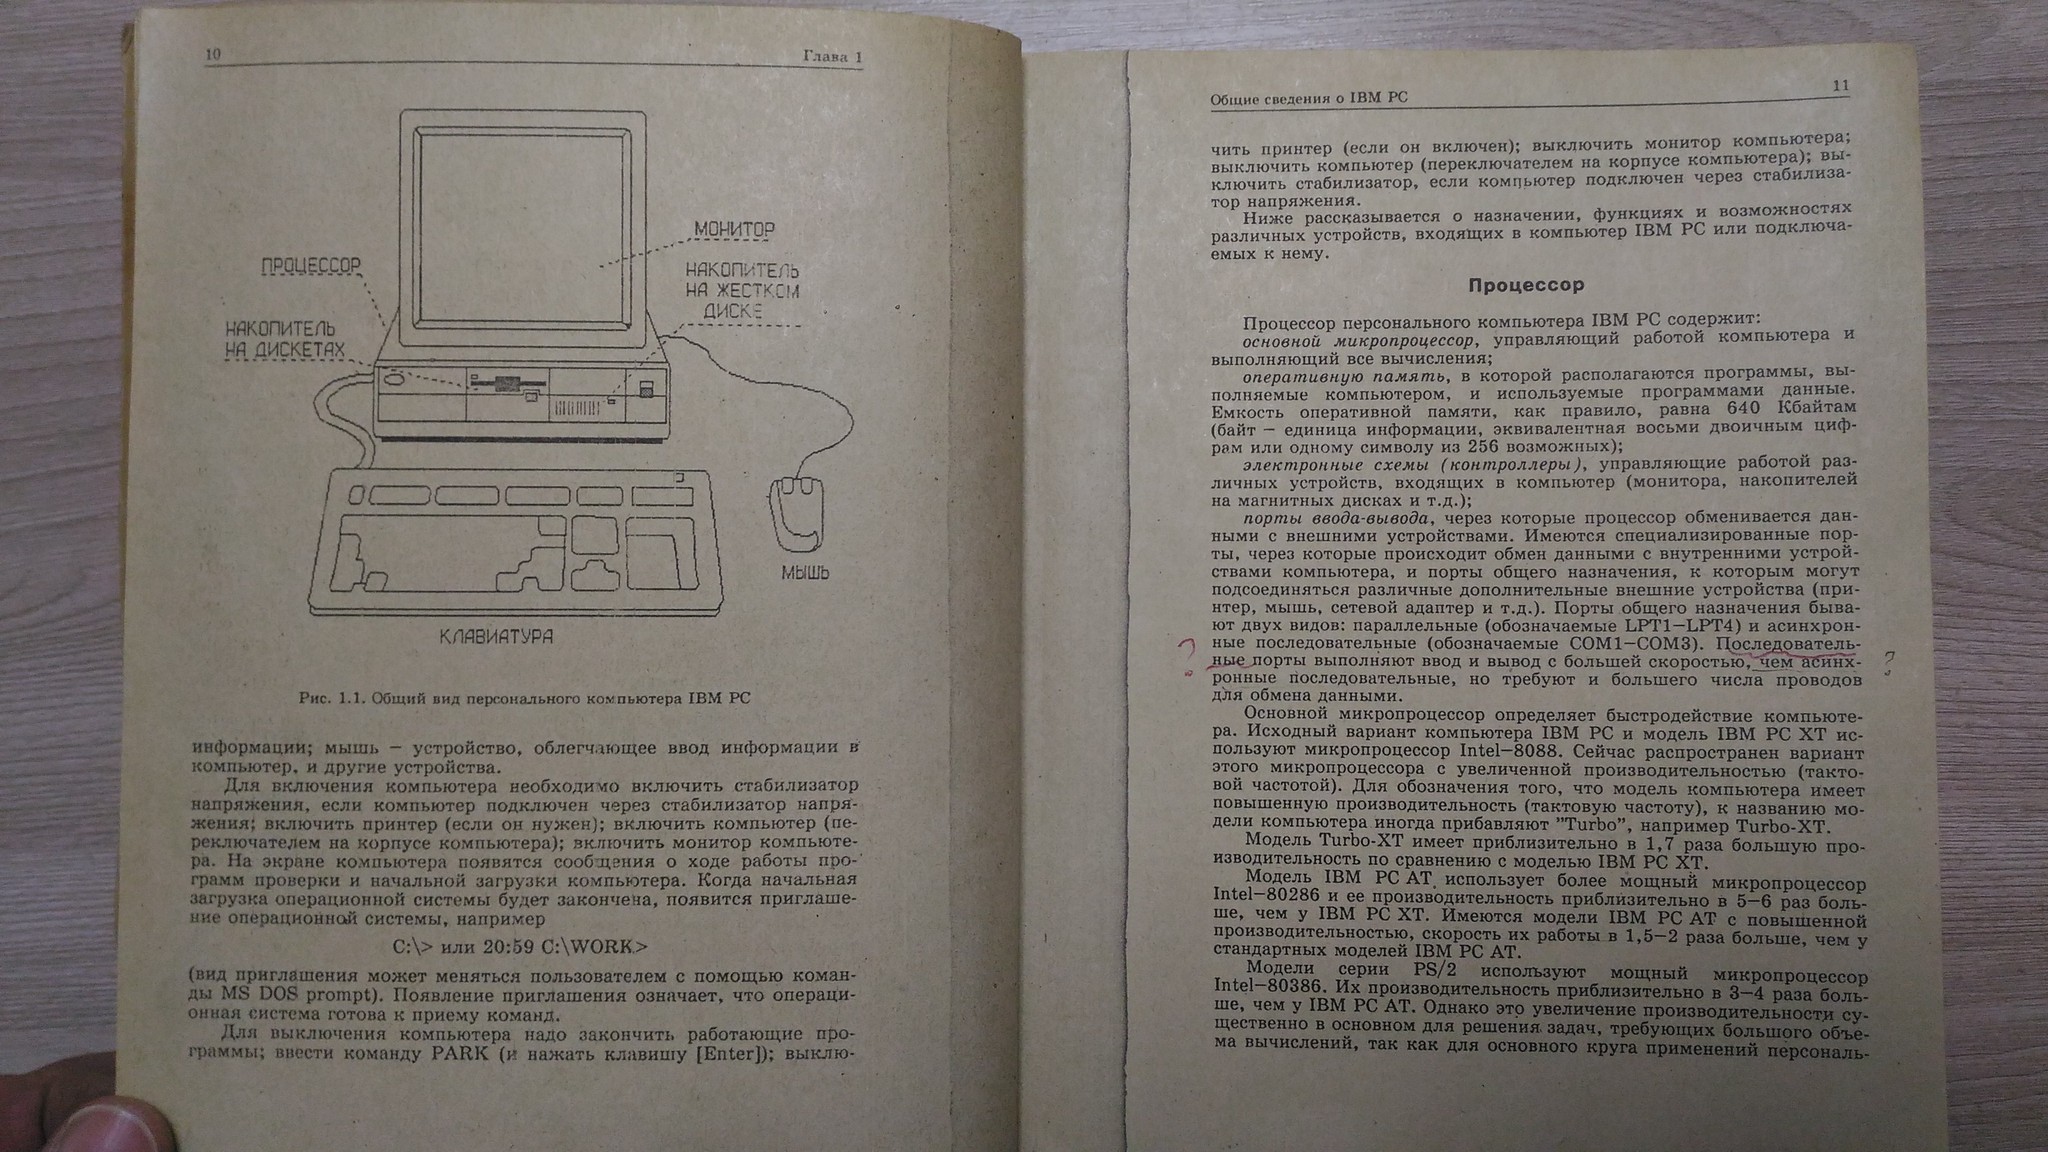 10
Глава 1
МОНИТОР
ПРОЦЕССОР
НАКОПИТЕЛЬ
НА ЖЕСТКОМ
ДИСКЕ
НАКОПИТЕЛЬ
НА ДИСКЕТАХ
МЫШЬ
КЛАВИАТУРА
Рис. 1.1. Общий вид персонального компьютера IBM PC
информации; мышь — устройство, облегчающее ввод информации в
компьютер, и другие устройства.
Для включения компьютера необходимо включить стабилизатор
напряжения, если компьютер подключен через стабилизатор напря-
жения; включить принтер (если он нужен); включить компьютер (пе-
реключателем на корпусе компьютера); включить монитор компьюте-
ра. На экране компьютера появятся сообщения о ходе работы про-
грамм проверки и начальной загрузки компьютера. Когда начальная
загрузка операционной системы будет закончена, появится приглаше-
ние операционной системы, например
C:\> или 20:59 C:\WORK>
(вид приглашения может меняться пользователем с помощью коман-
ды MS DOS prompt). Появление приглашения означает, что операци-
онная система готова к приему команд.
Для выключения компьютера надо закончить работающие про-
граммы; ввести команду PARK (и нажать клавишу [Enter]); выклю-
Общие сведения о IBM PC
11
чить принтер (если он включен); выключить монитор компьютера;
выключить компьютер (переключателем на корпусе компьютера); вы-
ключить стабилизатор, если компьютер подключен через стабилиза-
тор напряжения.
Ниже рассказывается о назначении, функциях и возможностях
различных устройств, входящих в компьютер IBM PC или подключа-
емых к нему.
Процессор
Процессор персонального компьютера IBM PC содержит:
основной микропроцессор, управляющий работой компьютера и
выполняющий все вычисления;
оперативную память, в которой располагаются программы, вы-
полняемые компьютером, и используемые программами данные.
Емкость оперативной памяти, как правило, равна 640 Кбайтам
(байт — единица информации, эквивалентная восьми двоичным циф-
рам или одному символу из 256 возможных);
электронные схемы (контроллеры), управляющие работой раз-
личных устройств, входящих в компьютер (монитора, накопителей
на магнитных дисках и т.д.);
порты ввода-вывода, через которые процессор обменивается дан-
ными с внешними устройствами. Имеются специализированные пор-
ты, через которые происходит обмен данными с внутренними устрой-
ствами компьютера, и порты общего назначения, к которым могут
подсоединяться различные дополнительные внешние устройства (при-
нтер, мышь, сетевой адаптер и т.д.). Порты общего назначения быва-
ют двух видов: параллельные (обозначаемые LPT1—LPT4) и асинхрон-
ные последовательные (обозначаемые COM1—COM3). Последователь-
? ные порты выполняют ввод и вывод с большей скоростью, чем асинх- ?
ронные последовательные, но требуют и большего числа проводов
для обмена данными.
Основной микропроцессор определяет быстродействие компьюте-
ра. Исходный вариант компьютера IBM PC и модель IBM PC XT ис-
пользуют микропроцессор Intel—8088. Сейчас распространен вариант
этого микропроцессора с увеличенной производительностью (такто-
вой частотой). Для обозначения того, что модель компьютера имеет
повышенную производительность (тактовую частоту), к названию мо-
дели компьютера иногда прибавляют "Turbo", например Turbo-XT.
Модель Turbo-XT имеет приблизительно в 1,7 раза большую про-
изводительность по сравнению с моделью IBM PC XT.
Модель IBM PC AT использует более мощный микропроцессор
Intel—80286 и ее производительность приблизительно в 5—6 раз боль-
ше, чем у IBM PC XT. Имеются модели IBM PC AT с повышенной
производительностью, скорость их работы в 1,5—2 раза больше, чем у
стандартных моделей IBM PC AT.
Модели серии PS/2 используют мощный микропроцессор
Intel—80386. Их производительность приблизительно в 3—4 раза боль-
ше, чем у IBM PC AT. Однако это увеличение производительности су-
щественно в основном для решения задач, требующих большого объе-
ма вычислений, так как для основного круга применений персональ-